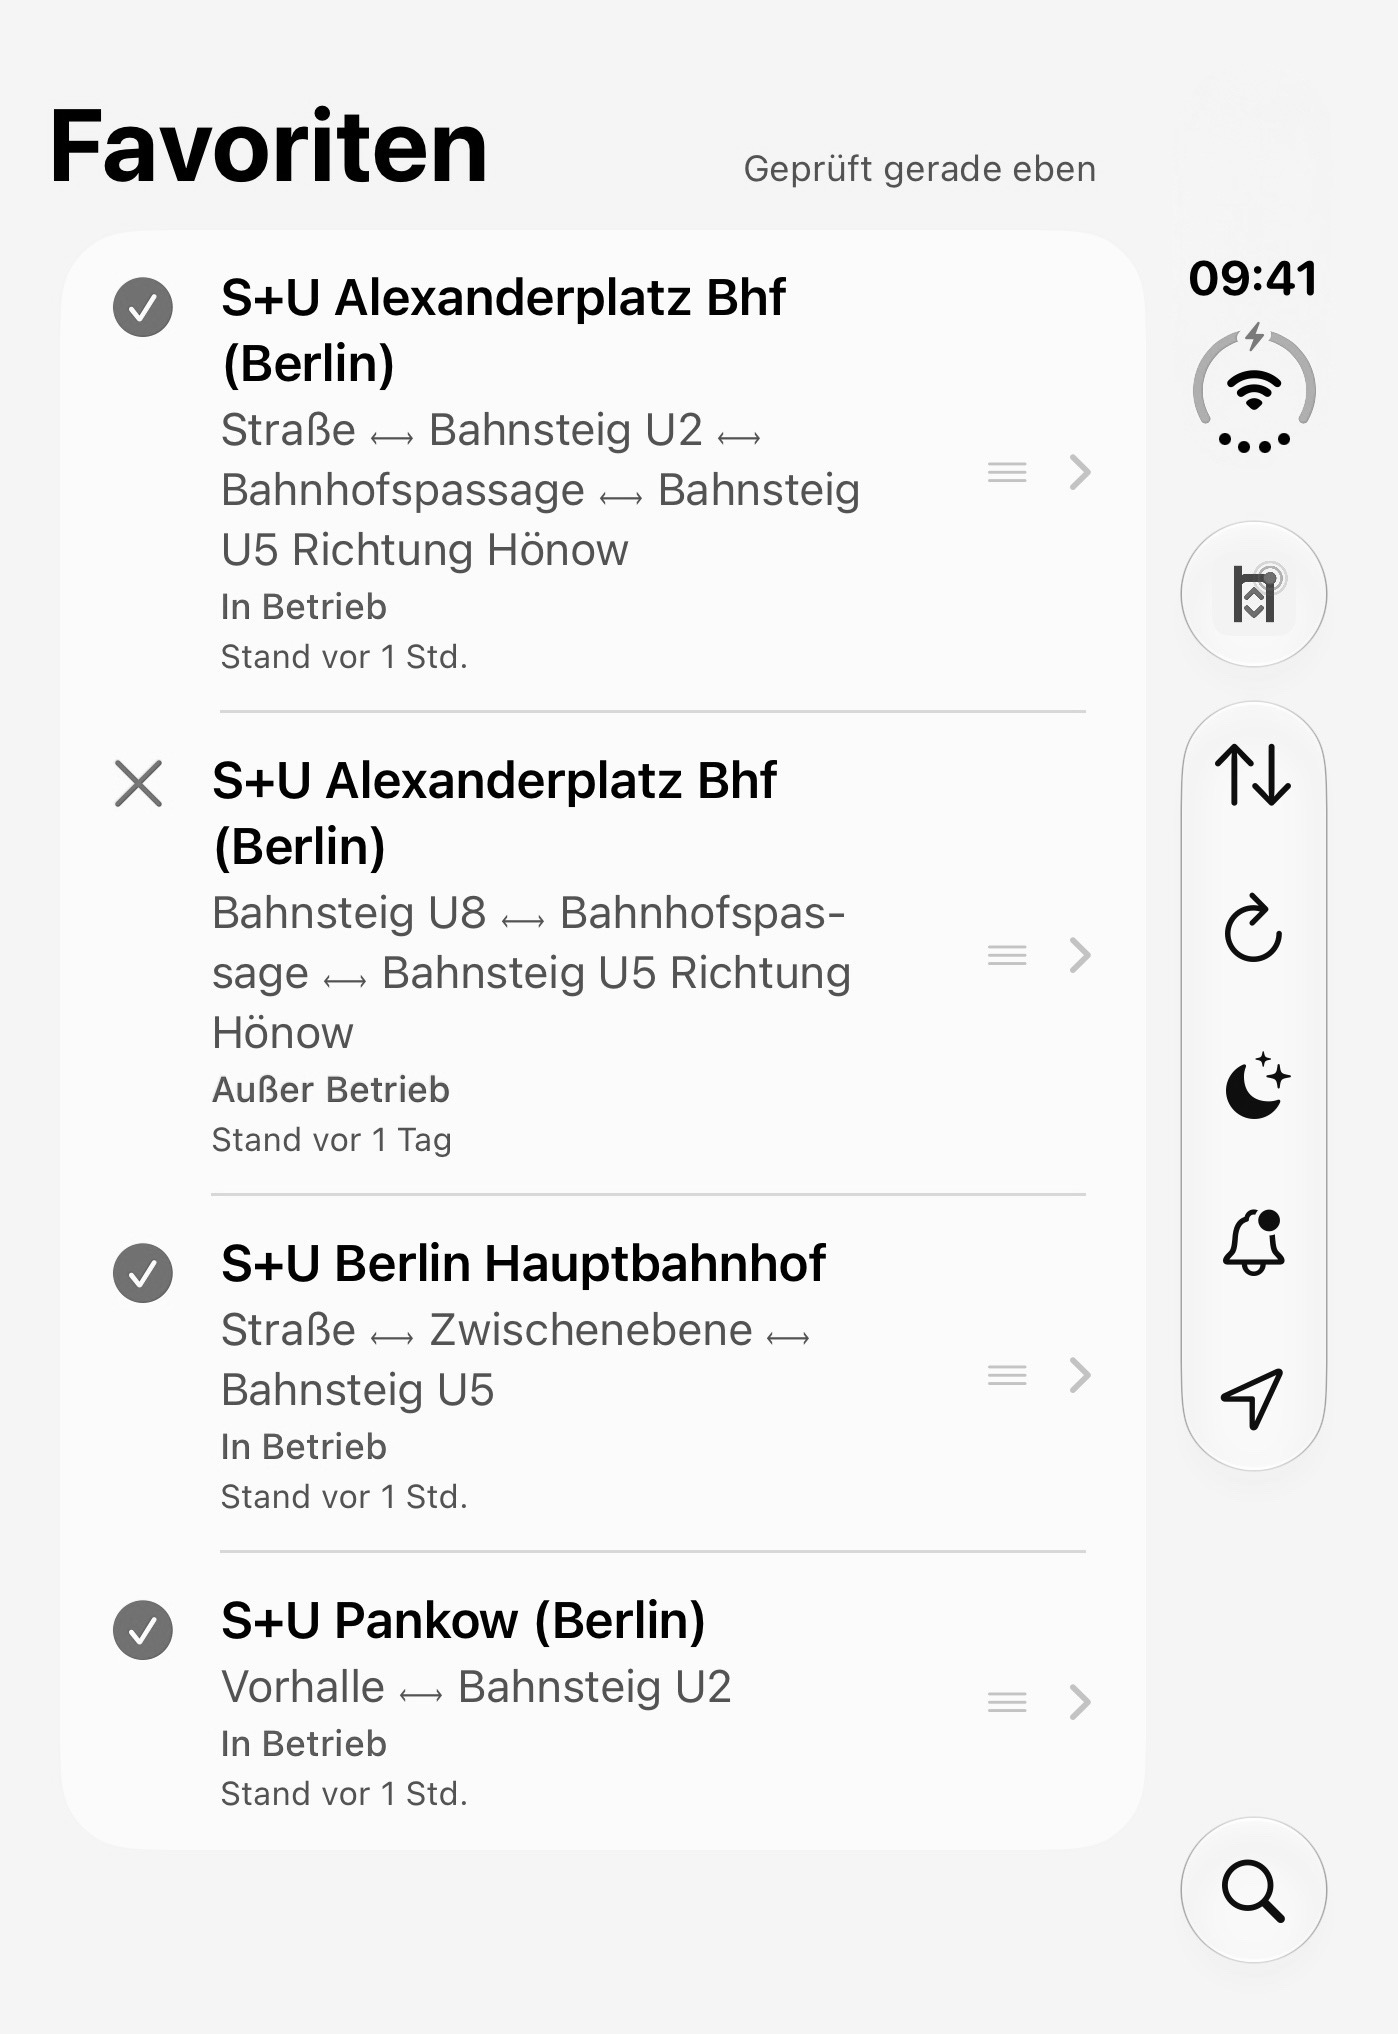 Favoriten
Geprüft gerade eben
S+U Alexanderplatz Bhf
(Berlin)
Straße ⟷ Bahnsteig U2 ⟷
Bahnhofspassage ⟷ Bahnsteig
U5 Richtung Hönow
In Betrieb
Stand vor 1 Std.
S+U Alexanderplatz Bhf
(Berlin)
Bahnsteig U8 ⟷ Bahnhofspas-
sage ⟷ Bahnsteig U5 Richtung
Hönow
Außer Betrieb
Stand vor 1 Tag
S+U Berlin Hauptbahnhof
Straße ⟷ Zwischenebene ⟷
Bahnsteig U5
In Betrieb
Stand vor 1 Std.
S+U Pankow (Berlin)
Vorhalle ⟷ Bahnsteig U2
In Betrieb
Stand vor 1 Std.
09:41